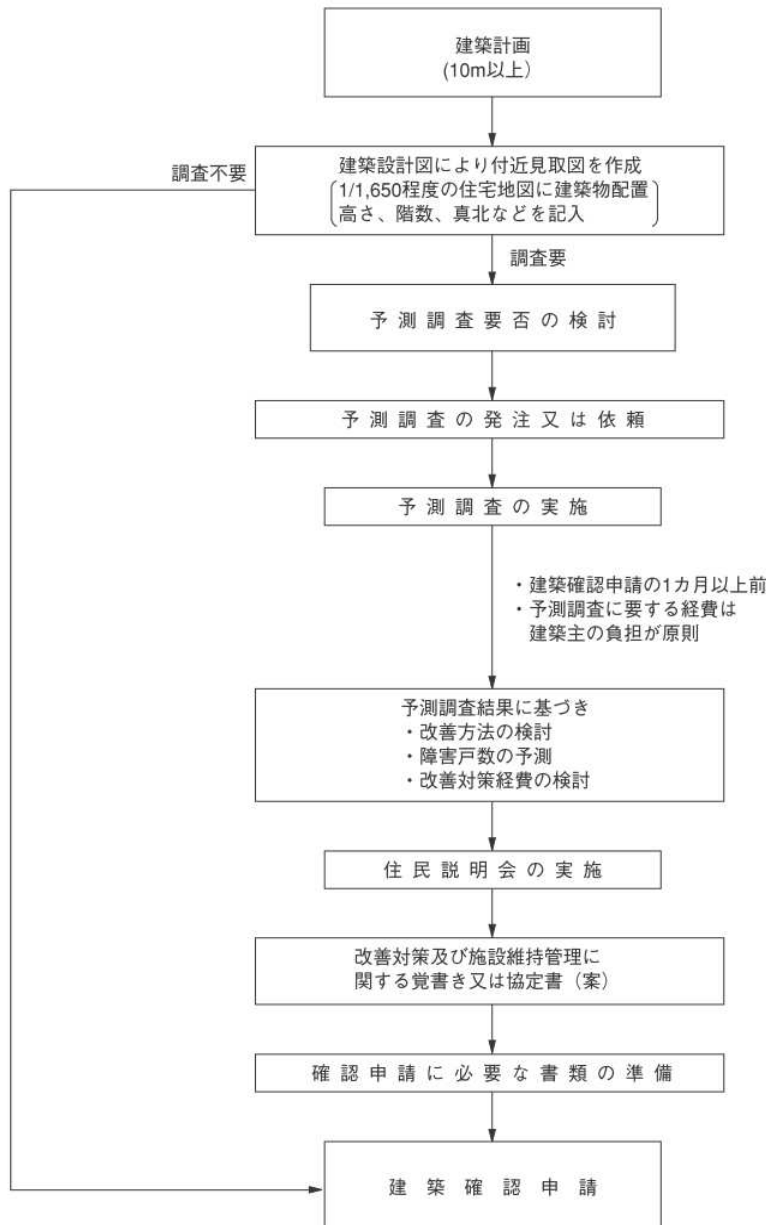 建築計画
(10m以上）
調査不要
建築設計図により付近見取図を作成
1/1,650程度の住宅地図に建築物配置
高さ、階数、真北などを記入
調査要
予測調査要否の検討
予測調査の発注又は依頼
予測調査の実施
・建築確認申請の1カ月以上前
・予測調査に要する経費は
建築主の負担が原則
予測調査結果に基づき
・改善方法の検討
・障害戸数の予測
・改善対策経費の検討
住民説明会の実施
改善対策及び施設維持管理に
関する覚書き又は協定書（案）
確認申請に必要な書類の準備
建築確認申請